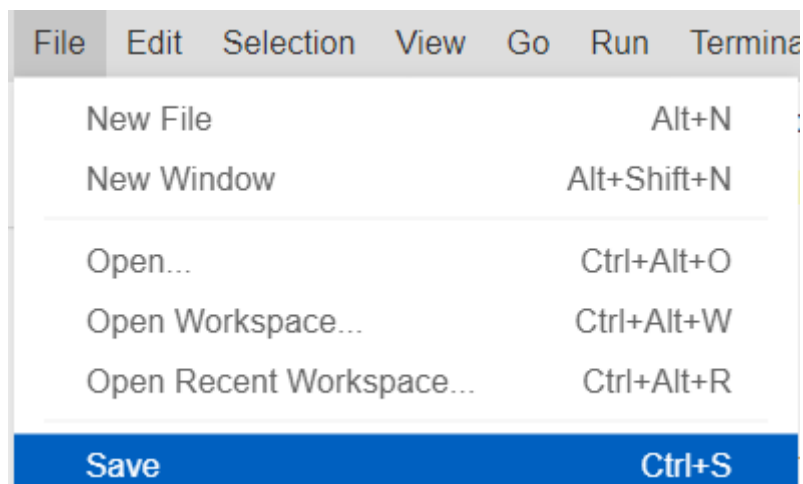 File Edit Selection View Go Run
New File Alt+N
New Window Alt+Shift+N
Open... Ctrl+Alt+O
Open Workspace... Ctrl+Alt+W
Open Recent Workspace... Ctrl+Alt+R
Save Ctrl+S